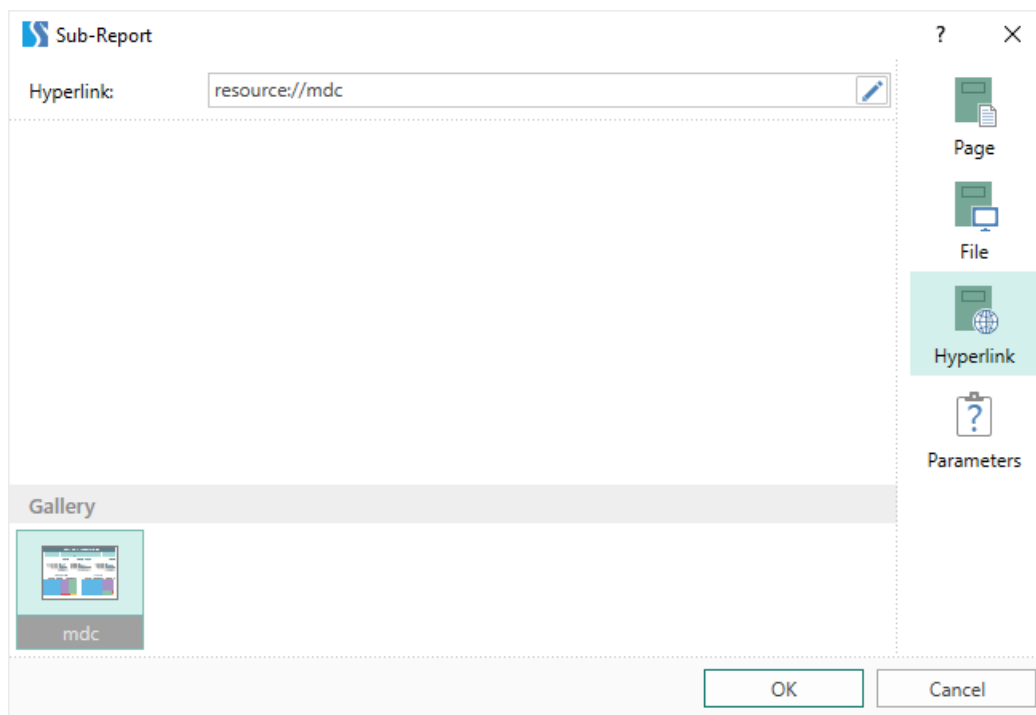 Sub-Report
?
Hyperlink:
resource://mdc
Page
File
Hyperlink
?
Parameters
Gallery
mdc
OK
Cancel